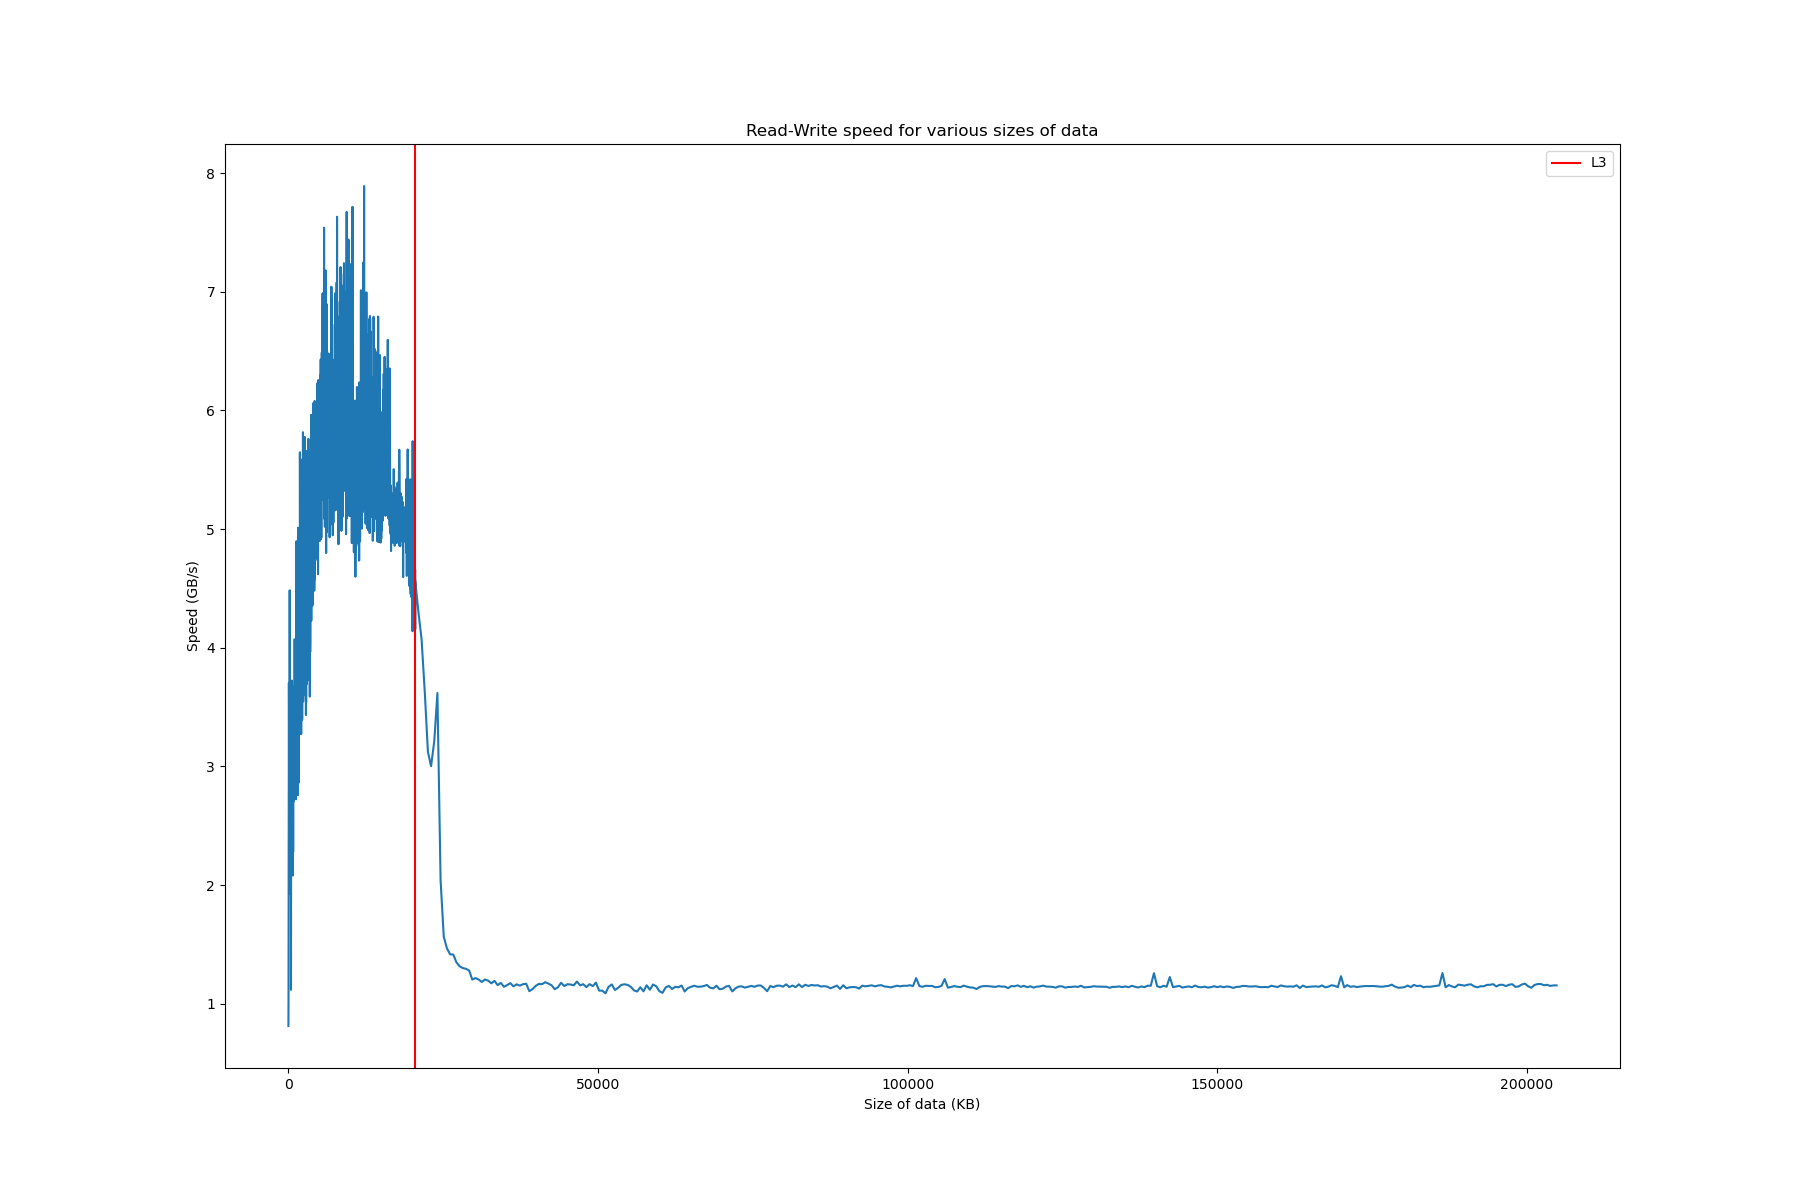 Read-Write speed for various sizes of data
L3
8
7
6
5
4
3
2
1
Speed (GB/s)
0 50000 100000 150000 200000
Size of data (KB)